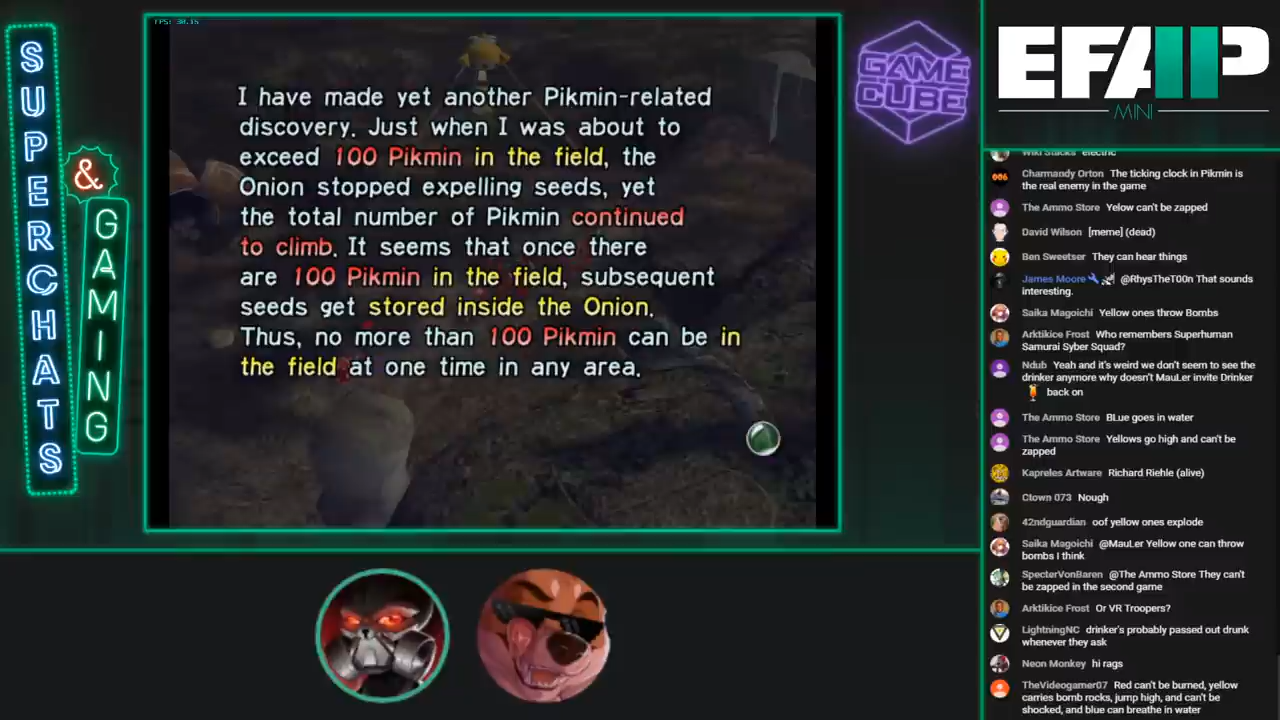 FPS: 30.15
SUPERCHATS
&
GAMING
I have made yet another Pikmin-related
discovery. Just when I was about to
exceed 100 Pikmin in the field, the
Onion stopped expelling seeds, yet
the total number of Pikmin continued
to climb. It seems that once there
are 100 Pikmin in the field, subsequent
seeds get stored inside the Onion.
Thus, no more than 100 Pikmin can be in
the field at one time in any area.
GAME
CUBE
EFAP
MINI
Wiki Stacks electric
Charmandy Orton The ticking clock in Pikmin is
the real enemy in the game
The Ammo Store Yelow can't be zapped
David Wilson [meme] (dead)
Ben Sweetser They can hear things
James Moore @RhysTheT00n That sounds
interesting.
Saika Magoichi Yellow ones throw Bombs
Arktikice Frost Who remembers Superhuman
Samurai Syber Squad?
Ndub Yeah and it's weird we don't seem to see the
drinker anymore why doesn't MauLer invite Drinker
back on
The Ammo Store BLue goes in water
The Ammo Store Yellows go high and can't be
zapped
Kapreles Artware Richard Riehle (alive)
Ctown 073 Nough
42ndguardian oof yellow ones explode
Saika Magoichi @MauLer Yellow one can throw
bombs I think
SpecterVonBaren @The Ammo Store They can't
be zapped in the second game
Arktikice Frost Or VR Troopers?
LightningNC drinker's probably passed out drunk
whenever they ask
Neon Monkey hi rags
TheVideogamer07 Red can't be burned, yellow
carries bomb rocks, jump high, and can't be
shocked, and blue can breathe in water